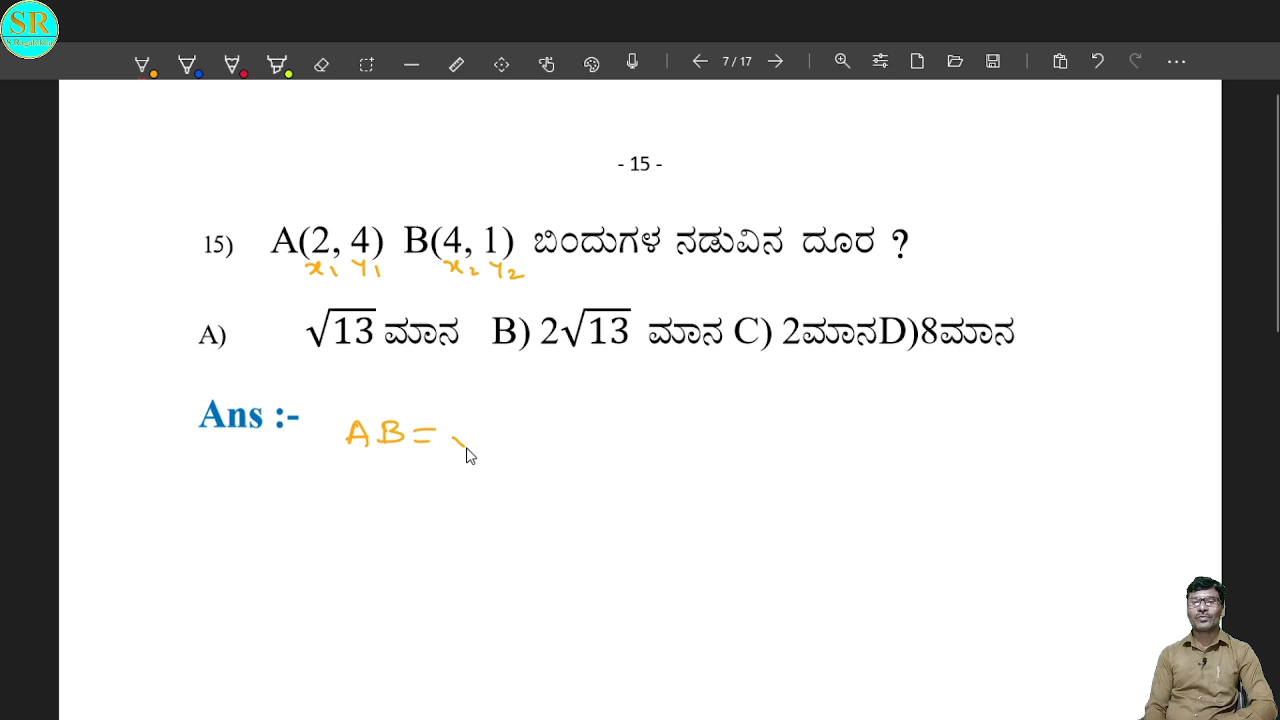 SR
7 / 17
- 15 -
15) A(2, 4) B(4, 1) ಬಿಂದುಗಳ ನಡುವಿನ ದೂರ ?
x₁ y₁ x₂ y₂
A) √13 ಮಾನ B) 2√13 ಮಾನ C) 2ಮಾನD)8ಮಾನ
Ans :- AB =